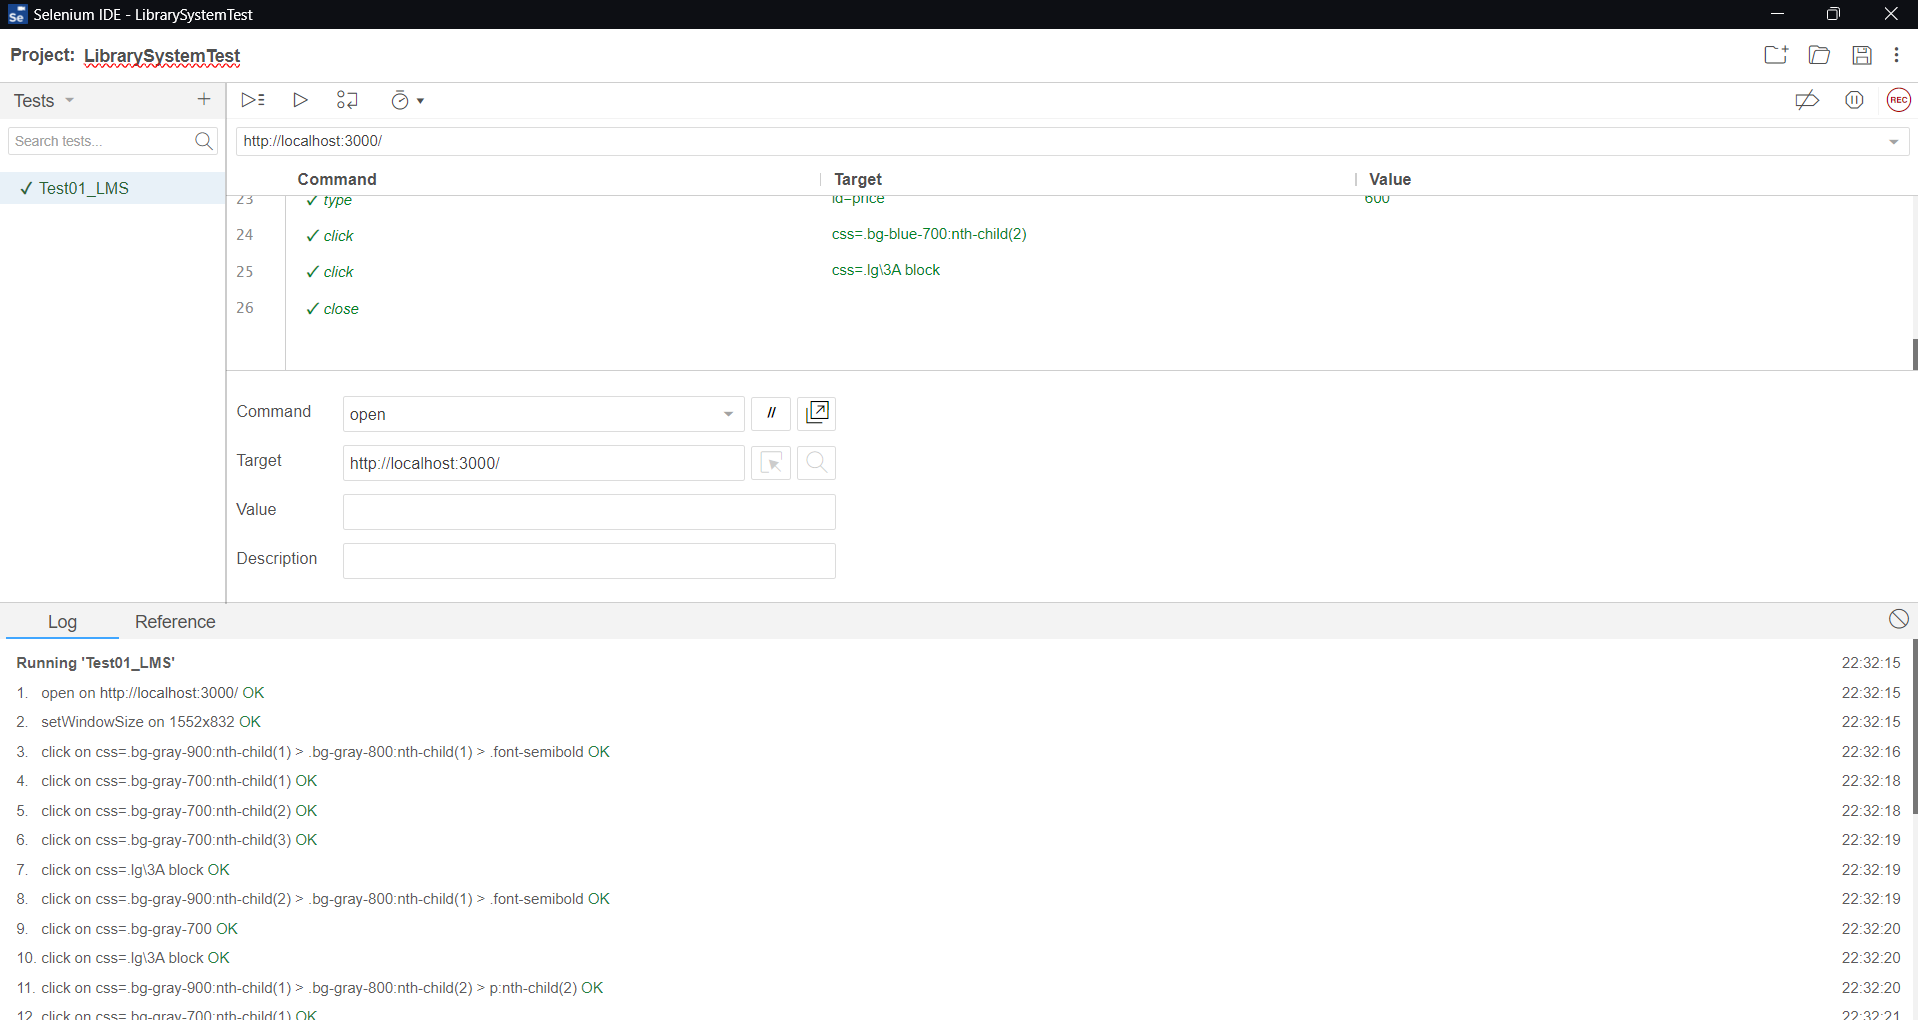 Selenium IDE - LibrarySystemTest
Project: LibrarySystemTest
Tests
Search tests...
✓ Test01_LMS
REC
http://localhost:3000/
Command Target Value
23 ✓ type id=price 600
24 ✓ click css=.bg-blue-700:nth-child(2)
25 ✓ click css=.lg\3A block
26 ✓ close
Command open //
Target http://localhost:3000/
Value
Description
Log Reference
Running 'Test01_LMS' 22:32:15
1. open on http://localhost:3000/ OK 22:32:15
2. setWindowSize on 1552x832 OK 22:32:15
3. click on css=.bg-gray-900:nth-child(1) > .bg-gray-800:nth-child(1) > .font-semibold OK 22:32:16
4. click on css=.bg-gray-700:nth-child(1) OK 22:32:18
5. click on css=.bg-gray-700:nth-child(2) OK 22:32:18
6. click on css=.bg-gray-700:nth-child(3) OK 22:32:19
7. click on css=.lg\3A block OK 22:32:19
8. click on css=.bg-gray-900:nth-child(2) > .bg-gray-800:nth-child(1) > .font-semibold OK 22:32:19
9. click on css=.bg-gray-700 OK 22:32:20
10. click on css=.lg\3A block OK 22:32:20
11. click on css=.bg-gray-900:nth-child(1) > .bg-gray-800:nth-child(2) > p:nth-child(2) OK 22:32:20
12. click on css=.bg-gray-700:nth-child(1) OK 22:32:21